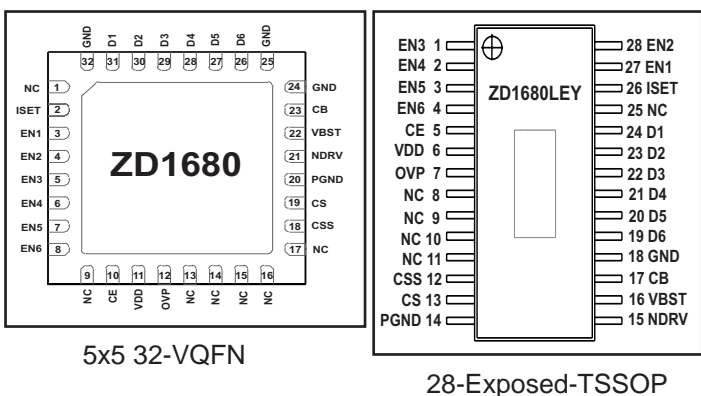 GND D1 D2 D3 D4 D5 D6 GND
32 31 30 29 28 27 26 25
NC 1
ISET 2
EN1 3
EN2 4
EN3 5
EN4 6
EN5 7
EN6 8
ZD1680
24 GND
23 CB
22 VBST
21 NDRV
20 PGND
19 CS
18 CSS
17 NC
9 10 11 12 13 14 15 16
NC CE VDD OVP NC NC NC NC
5x5 32-VQFN
EN3 1
EN4 2
EN5 3
EN6 4
CE 5
VDD 6
OVP 7
NC 8
NC 9
NC 10
NC 11
CSS 12
CS 13
PGND 14
ZD1680LEY
28 EN2
27 EN1
26 ISET
25 NC
24 D1
23 D2
22 D3
21 D4
20 D5
19 D6
18 GND
17 CB
16 VBST
15 NDRV
28-Exposed-TSSOP